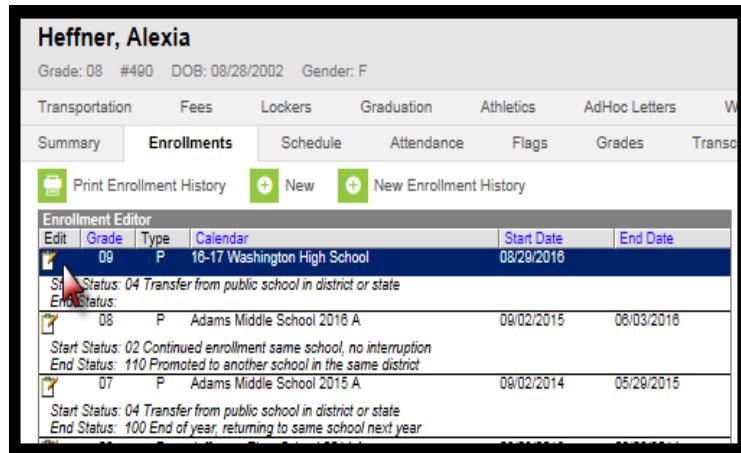 Heffner, Alexia
Grade: 08 #490 DOB: 08/28/2002 Gender: F
Transportation Fees Lockers Graduation Athletics AdHoc Letters W
Summary Enrollments Schedule Attendance Flags Grades Transc
Print Enrollment History New New Enrollment History
Enrollment Editor
Edit Grade Type Calendar Start Date End Date
09 P 16-17 Washington High School 08/29/2016
Status: 04 Transfer from public school in district or state
End Status:
08 P Adams Middle School 2016 A 09/02/2015 06/03/2016
Start Status: 02 Continued enrollment same school, no interruption
End Status: 110 Promoted to another school in the same district
07 P Adams Middle School 2015 A 09/02/2014 05/29/2015
Start Status: 04 Transfer from public school in district or state
End Status: 100 End of year, returning to same school next year